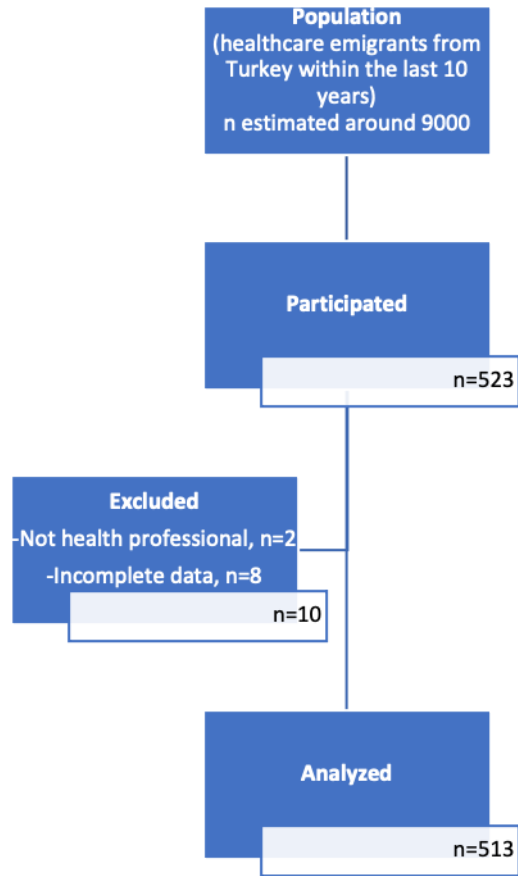 Population
(healthcare emigrants from
Turkey within the last 10
years)
n estimated around 9000
Participated
n=523
Excluded
-Not health professional, n=2
-Incomplete data, n=8
n=10
Analyzed
n=513